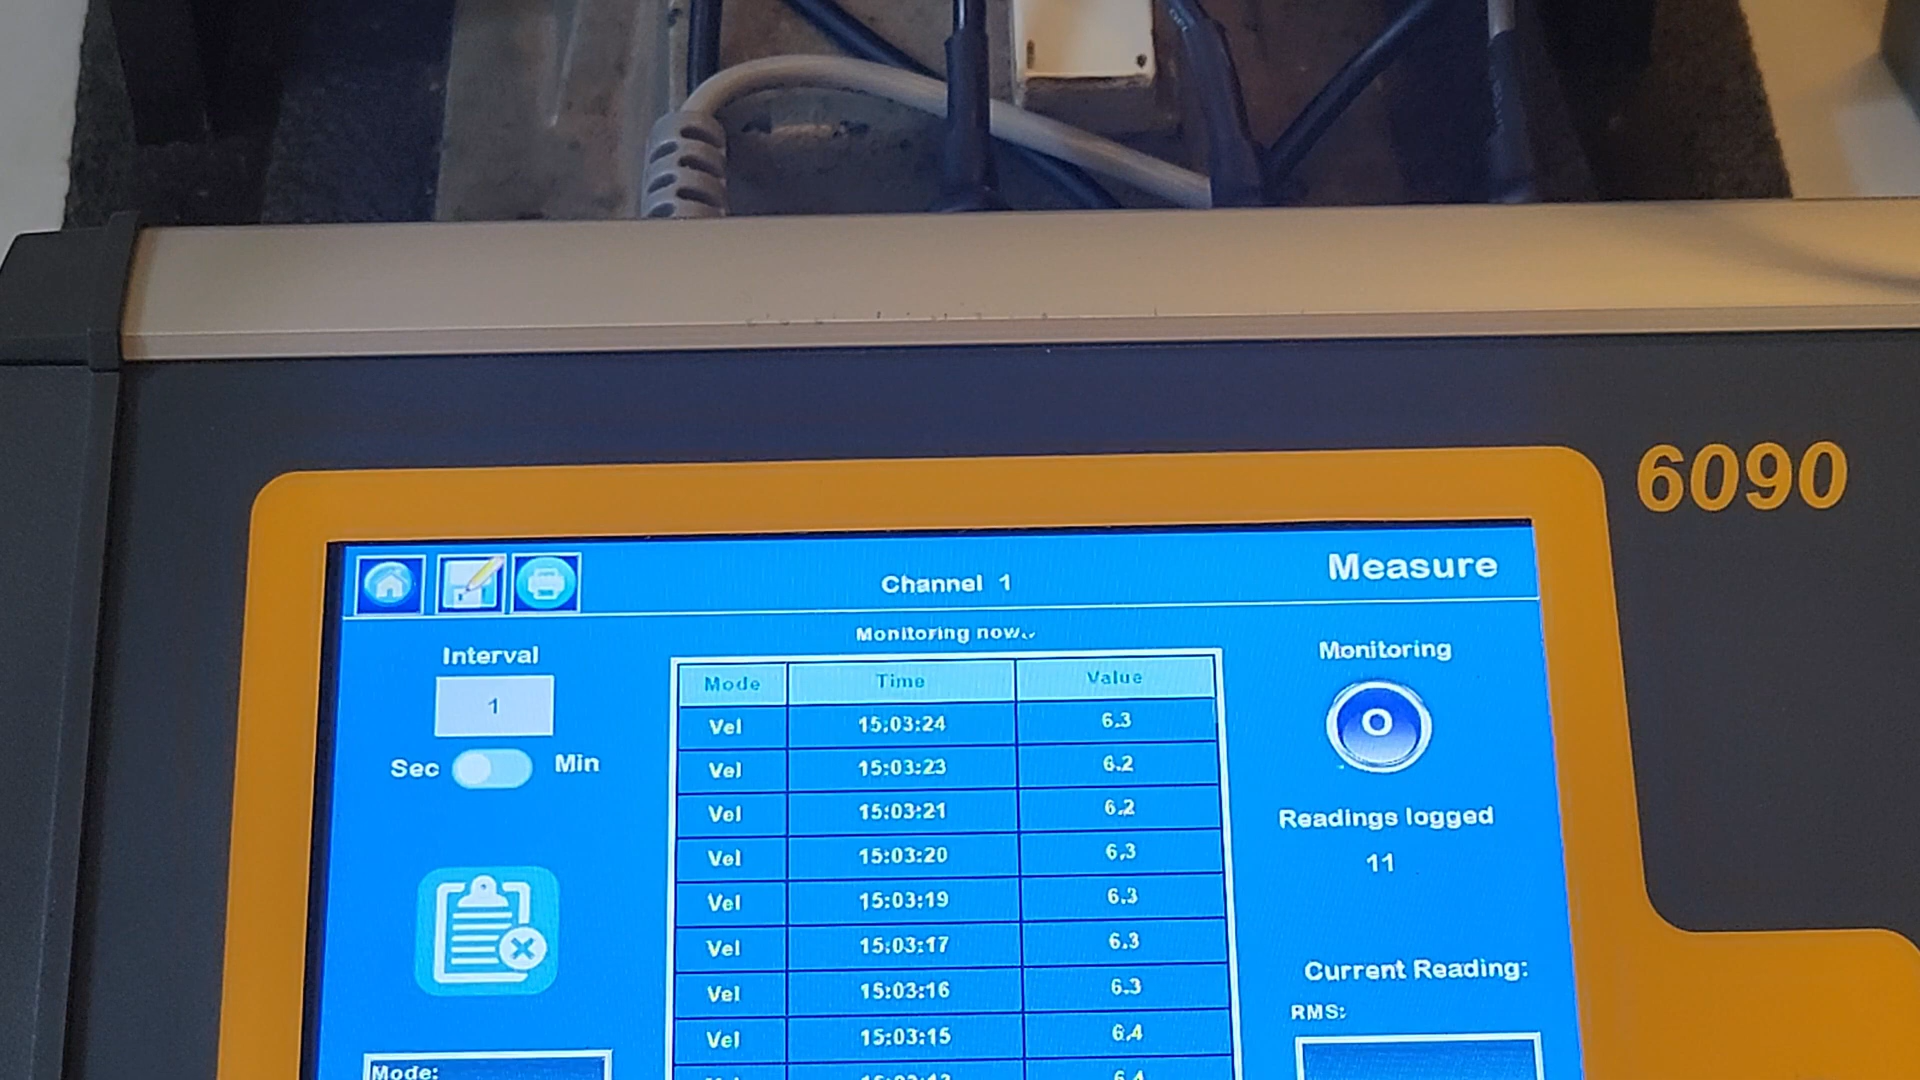 6090
Channel 1
Measure
Monitoring now..
Interval
1
Sec Min
Mode Time Value
Vel 15:03:24 6.3
Vel 15:03:23 6.2
Vel 15:03:21 6.2
Vel 15:03:20 6.3
Vel 15:03:19 6.3
Vel 15:03:17 6.3
Vel 15:03:16 6.3
Vel 15:03:15 6.4
6.4
Monitoring
Readings logged
11
Current Reading:
RMS:
Mode: